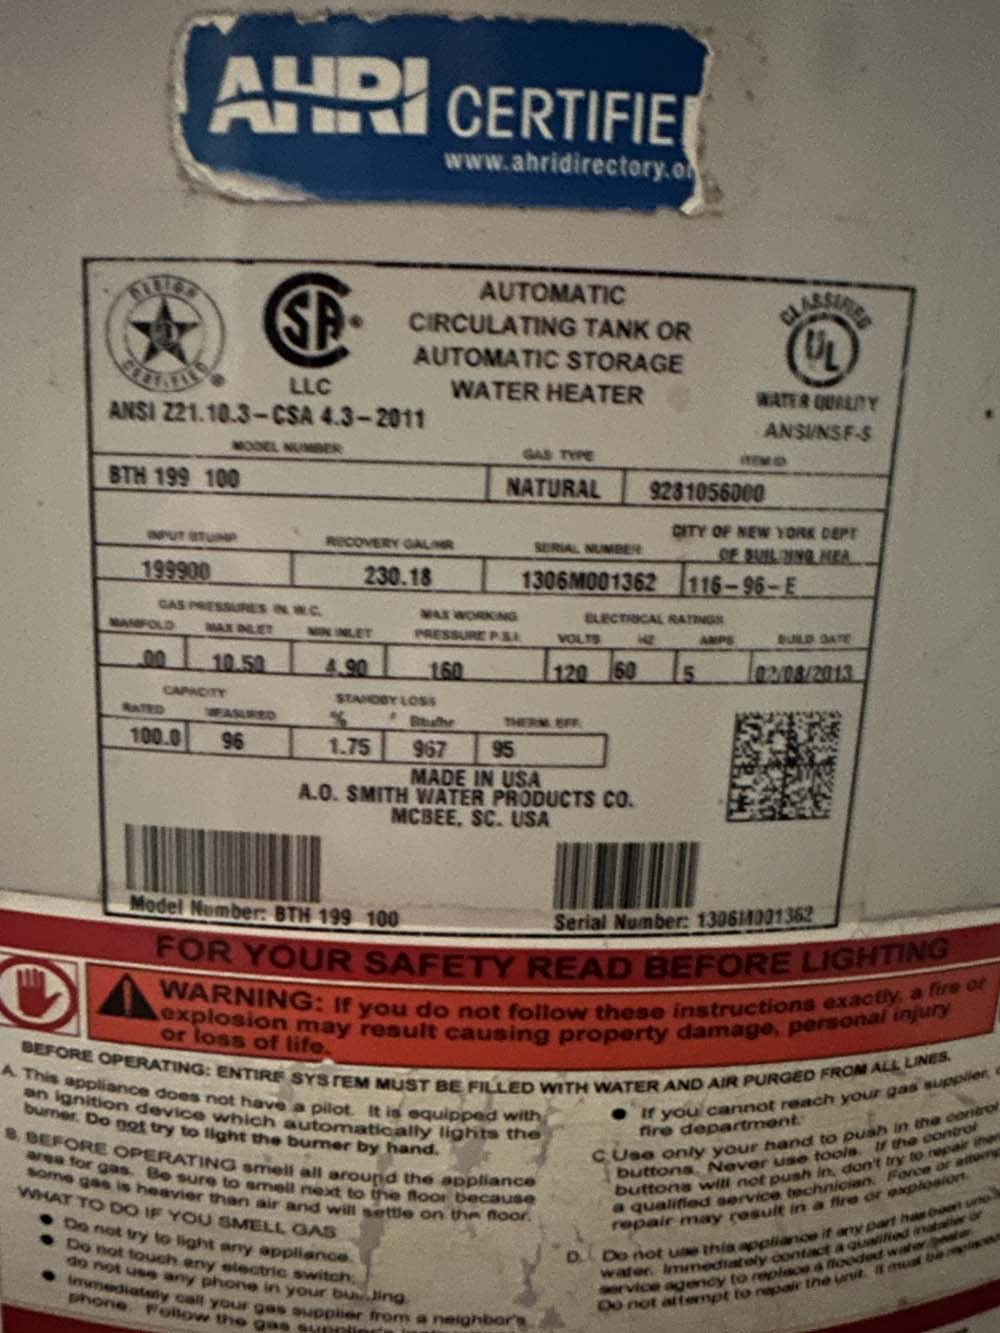 AHRI CERTIFIE
www.ahridirectory.or
DESIGN
CERTIFIED
SA
LLC
ANSI Z21.10.3-CSA 4.3-2011
AUTOMATIC
CIRCULATING TANK OR
AUTOMATIC STORAGE
WATER HEATER
CLASSIFIED
UL
WATER QUALITY
ANSI/NSF-5
MODEL NUMBER GAS TYPE ITEM ID
BTH 199 100 NATURAL 9281056000
INPUT BTU/HR RECOVERY GAL/HR SERIAL NUMBER CITY OF NEW YORK DEPT
OF BUILDING MEA
199900 230.18 1306M001362 116-96-E
GAS PRESSURES IN. W.C. MAX WORKING ELECTRICAL RATINGS
MANIFOLD MAX INLET MIN INLET PRESSURE P.S.I. VOLTS HZ AMPS BUILD DATE
.00 10.50 4.90 160 120 60 5 02/08/2013
CAPACITY STANDBY LOSS
RATED MEASURED % Btu/hr THERM. EFF.
100.0 96 1.75 967 95
MADE IN USA
A.O. SMITH WATER PRODUCTS CO.
MCBEE, SC. USA
Model Number: BTH 199 100
Serial Number: 1306M001362
FOR YOUR SAFETY READ BEFORE LIGHTING
WARNING: If you do not follow these instructions exactly, a fire or
explosion may result causing property damage, personal injury
or loss of life.
BEFORE OPERATING: ENTIRE SYSTEM MUST BE FILLED WITH WATER AND AIR PURGED FROM ALL LINES.
A. This appliance does not have a pilot. It is equipped with
an ignition device which automatically lights the
burner. Do not try to light the burner by hand.
B. BEFORE OPERATING smell all around the appliance
area for gas. Be sure to smell next to the floor because
some gas is heavier than air and will settle on the floor.
WHAT TO DO IF YOU SMELL GAS
• Do not try to light any appliance.
• Do not touch any electric switch;
do not use any phone in your building.
• Immediately call your gas supplier from a neighbor's
phone. Follow the gas supplier's
• If you cannot reach your gas supplier,
fire department.
C. Use only your hand to push in the control
buttons. Never use tools. If the control
buttons will not push in, don't try to repair
a qualified service technician. Force or
repair may result in a fire or explosion.
D. Do not use this appliance if any part has been
water. Immediately contact a qualified installer or
service agency to replace a flooded water heater.
Do not attempt to repair the unit. It must be replaced